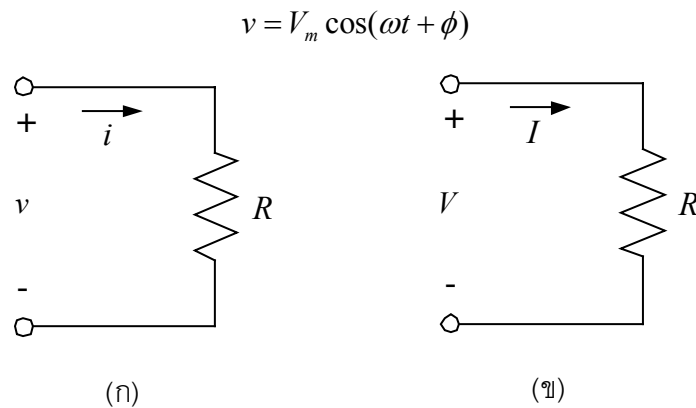 v = V_m cos(ωt + ϕ)
+ i + I
v R V R
- -
(ก) (ข)